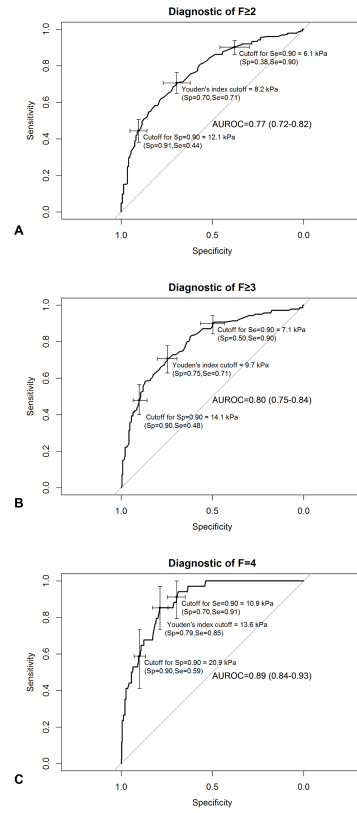 Diagnostic of F≥2
1.0
0.8
0.6
0.4
0.2
0.0
Sensitivity
Cutoff for Se=0.90 = 6.1 kPa
(Sp=0.38,Se=0.90)
Youden's index cutoff = 8.2 kPa
(Sp=0.70,Se=0.71)
AUROC=0.77 (0.72-0.82)
Cutoff for Sp=0.90 = 12.1 kPa
(Sp=0.91,Se=0.44)
1.0 0.5 0.0
Specificity
A
Diagnostic of F≥3
1.0
0.8
0.6
0.4
0.2
0.0
Sensitivity
Cutoff for Se=0.90 = 7.1 kPa
(Sp=0.50,Se=0.90)
Youden's index cutoff = 9.7 kPa
(Sp=0.75,Se=0.71)
AUROC=0.80 (0.75-0.84)
Cutoff for Sp=0.90 = 14.1 kPa
(Sp=0.90,Se=0.48)
1.0 0.5 0.0
Specificity
B
Diagnostic of F=4
1.0
0.8
0.6
0.4
0.2
0.0
Sensitivity
Cutoff for Se=0.90 = 10.9 kPa
(Sp=0.70,Se=0.91)
Youden's index cutoff = 13.6 kPa
(Sp=0.79,Se=0.85)
Cutoff for Sp=0.90 = 20.9 kPa
(Sp=0.90,Se=0.59)
AUROC=0.89 (0.84-0.93)
1.0 0.5 0.0
Specificity
C